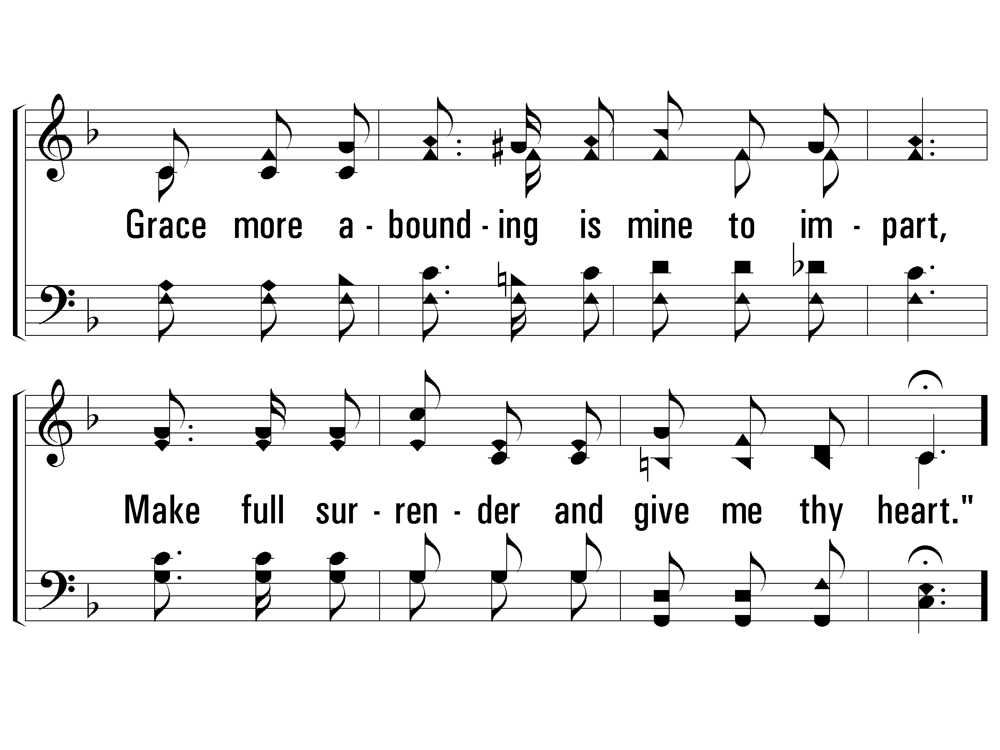 Grace more a - bound - ing is mine to im - part,
Make full sur - ren - der and give me thy heart."